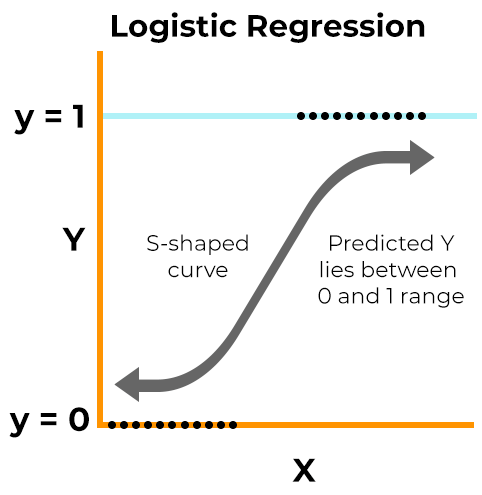 Logistic Regression
y = 1
Y
S-shaped
curve
Predicted Y
lies between
0 and 1 range
y = 0
X